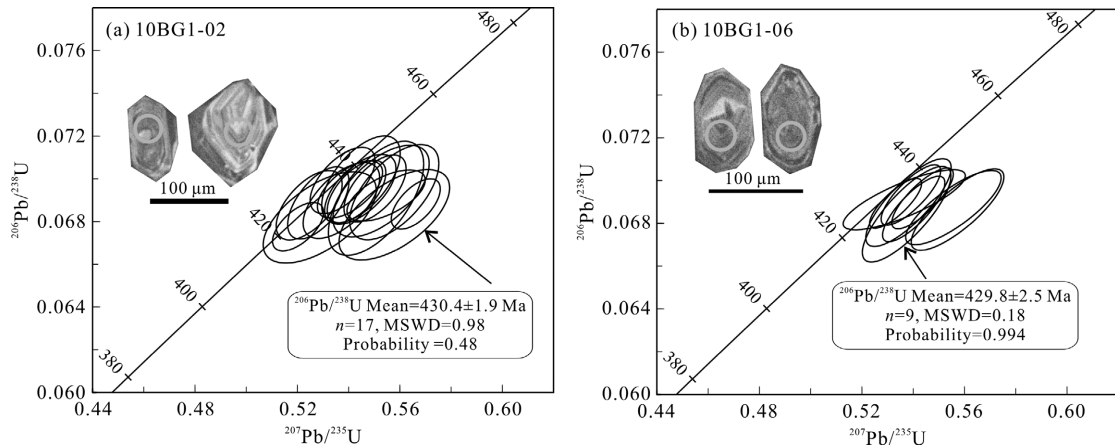 (a) 10BG1-02
0.076
0.072
0.068
0.064
0.060
206Pb/238U
480
460
440
420
400
380
100 μm
206Pb/238U Mean=430.4±1.9 Ma
n=17, MSWD=0.98
Probability =0.48
0.44
0.48
0.52
0.56
0.60
207Pb/235U
(b) 10BG1-06
0.076
0.072
0.068
0.064
0.060
206Pb/238U
480
460
440
420
400
380
100 μm
206Pb/238U Mean=429.8±2.5 Ma
n=9, MSWD=0.18
Probability=0.994
0.44
0.48
0.52
0.56
0.60
207Pb/235U